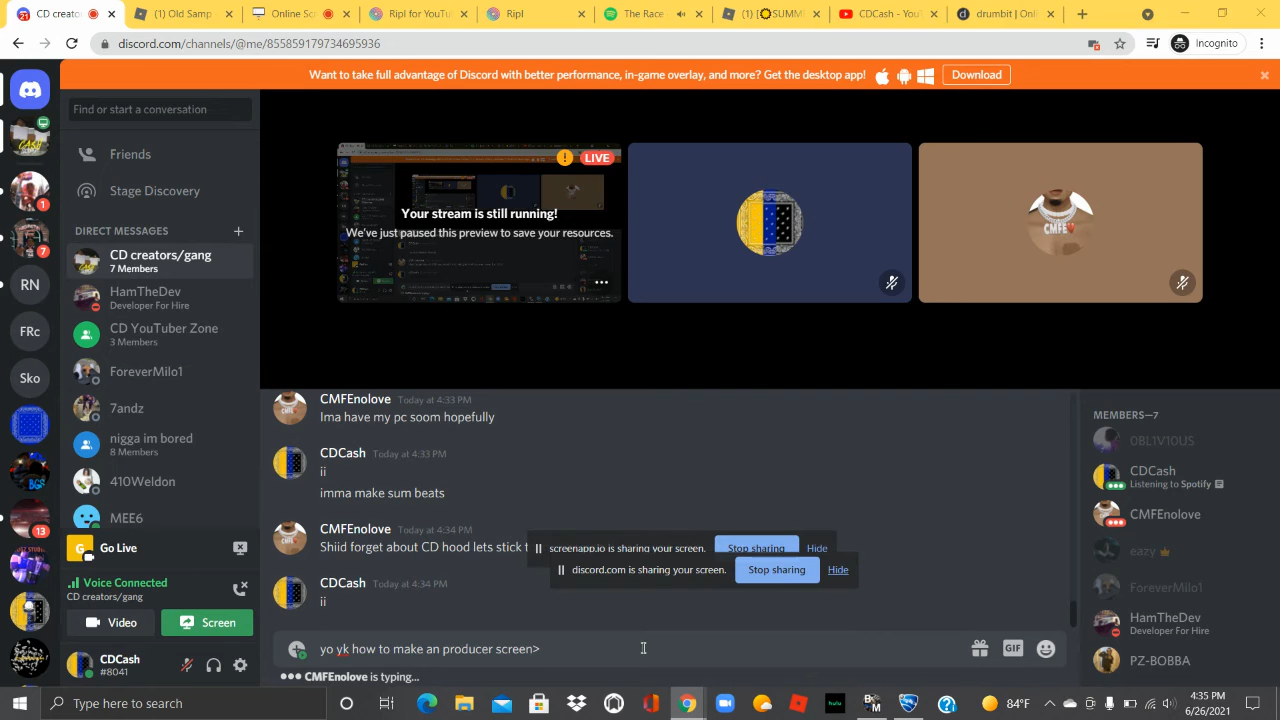 (1) Old Samp
Online Scr
Ripl for YouTu
Ripl
The Race
(1) [🌞SUMM
CDCash - You
drumbit | Onli
discord.com/channels/@me/855859179734695936
Incognito
Want to take full advantage of Discord with better performance, in-game overlay, and more? Get the desktop app!
Download
Find or start a conversation
Friends
Stage Discovery
DIRECT MESSAGES
CD creators/gang
7 Members
HamTheDev
Developer For Hire
CD YouTuber Zone
3 Members
ForeverMilo1
7andz
nigga im bored
8 Members
410Weldon
MEE6
1
7
RN
FRc
Sko
13
G
Go Live
Voice Connected
CD creators/gang
Video
Screen
CDCash
#8041
LIVE
Your stream is still running!
We've just paused this preview to save your resources.
CMFE
CMFEnolove Today at 4:33 PM
Ima have my pc soom hopefully
CDCash Today at 4:33 PM
ii
imma make sum beats
CMFEnolove Today at 4:34 PM
Shiid forget about CD hood lets stick t
CDCash Today at 4:34 PM
ii
screenapp.io is sharing your screen.
Stop sharing
Hide
discord.com is sharing your screen.
Stop sharing
Hide
yo yk how to make an producer screen>
GIF
CMFEnolove is typing...
MEMBERS—7
0BL1V10US
CDCash
Listening to Spotify
CMFEnolove
eazy
ForeverMilo1
HamTheDev
Developer For Hire
PZ-BOBBA
Type here to search
hulu
84°F
4:35 PM
6/26/2021